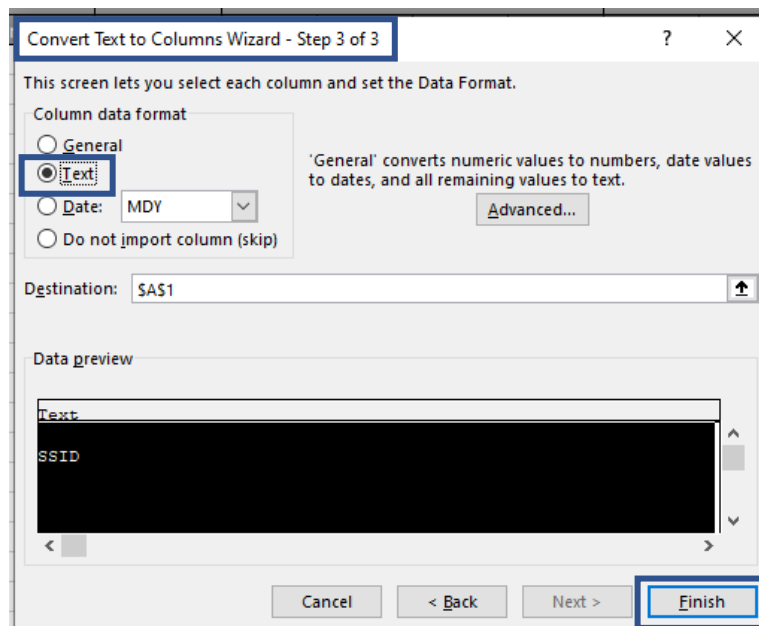 Convert Text to Columns Wizard - Step 3 of 3 ? ×
This screen lets you select each column and set the Data Format.
Column data format
General
Text
Date: MDY
Do not import column (skip)
'General' converts numeric values to numbers, date values
to dates, and all remaining values to text.
Advanced...
Destination: $A$1
Data preview
Text
SSID
Cancel < Back Next > Finish